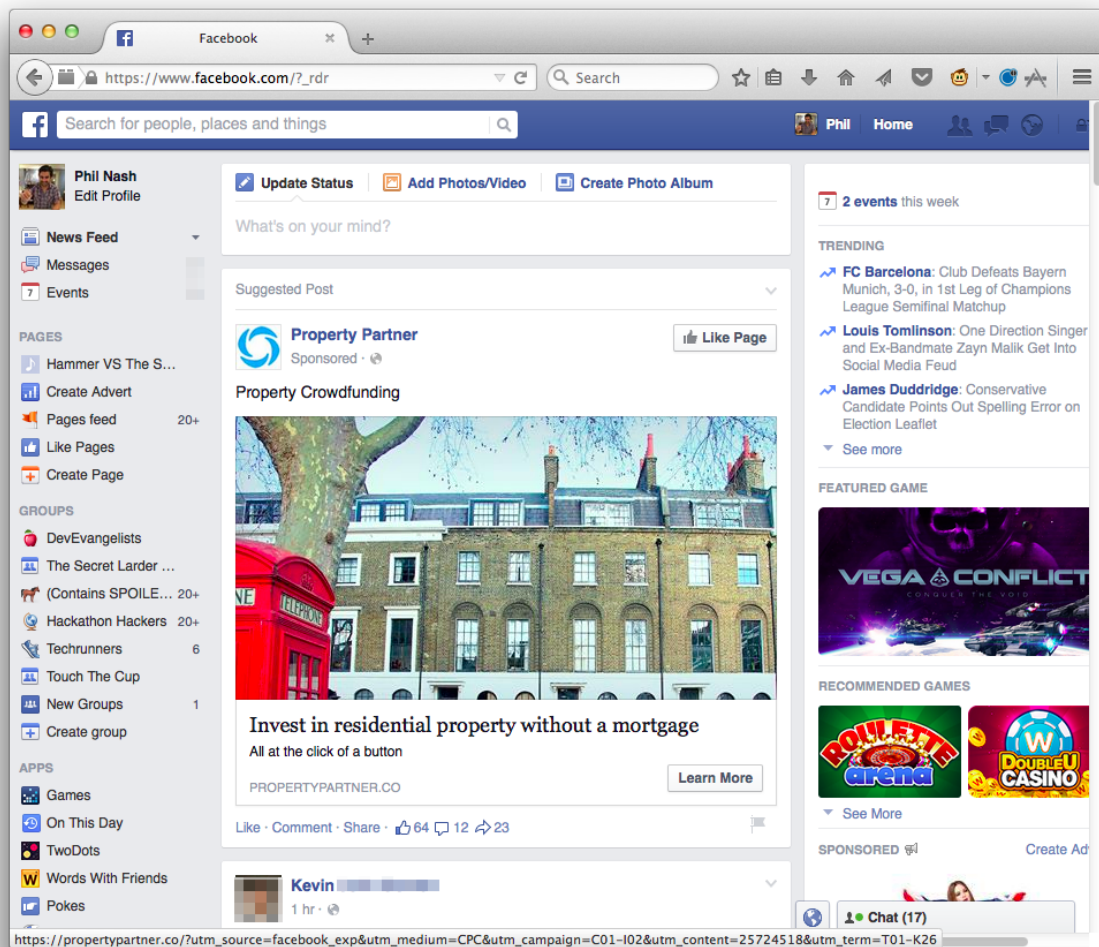 Facebook
https://www.facebook.com/?_rdr
Search
Search for people, places and things
Phil
Home
Phil Nash
Edit Profile
News Feed
Messages
7 Events
PAGES
Hammer VS The S...
Create Advert
Pages feed 20+
Like Pages
Create Page
GROUPS
DevEvangelists
The Secret Larder ...
(Contains SPOILE... 20+
Hackathon Hackers 20+
Techrunners 6
Touch The Cup
New Groups 1
Create group
APPS
Games
On This Day
TwoDots
Words With Friends
Pokes
Update Status
Add Photos/Video
Create Photo Album
What's on your mind?
Suggested Post
Property Partner
Sponsored ·
Like Page
Property Crowdfunding
NE
TELEPHONE
Invest in residential property without a mortgage
All at the click of a button
PROPERTYPARTNER.CO
Learn More
Like · Comment · Share · 64 12 23
Kevin
1 hr ·
7 2 events this week
TRENDING
FC Barcelona: Club Defeats Bayern
Munich, 3-0, in 1st Leg of Champions
League Semifinal Matchup
Louis Tomlinson: One Direction Singer
and Ex-Bandmate Zayn Malik Get Into
Social Media Feud
James Duddridge: Conservative
Candidate Points Out Spelling Error on
Election Leaflet
See more
FEATURED GAME
VEGA CONFLICT
CONQUER THE VOID
RECOMMENDED GAMES
ROULETTE
arena
W
DOUBLEU
CASINO
See More
SPONSORED
Create Ad
Chat (17)
https://propertypartner.co/?utm_source=facebook_exp&utm_medium=CPC&utm_campaign=C01-I02&utm_content=25724518&utm_term=T01-K26